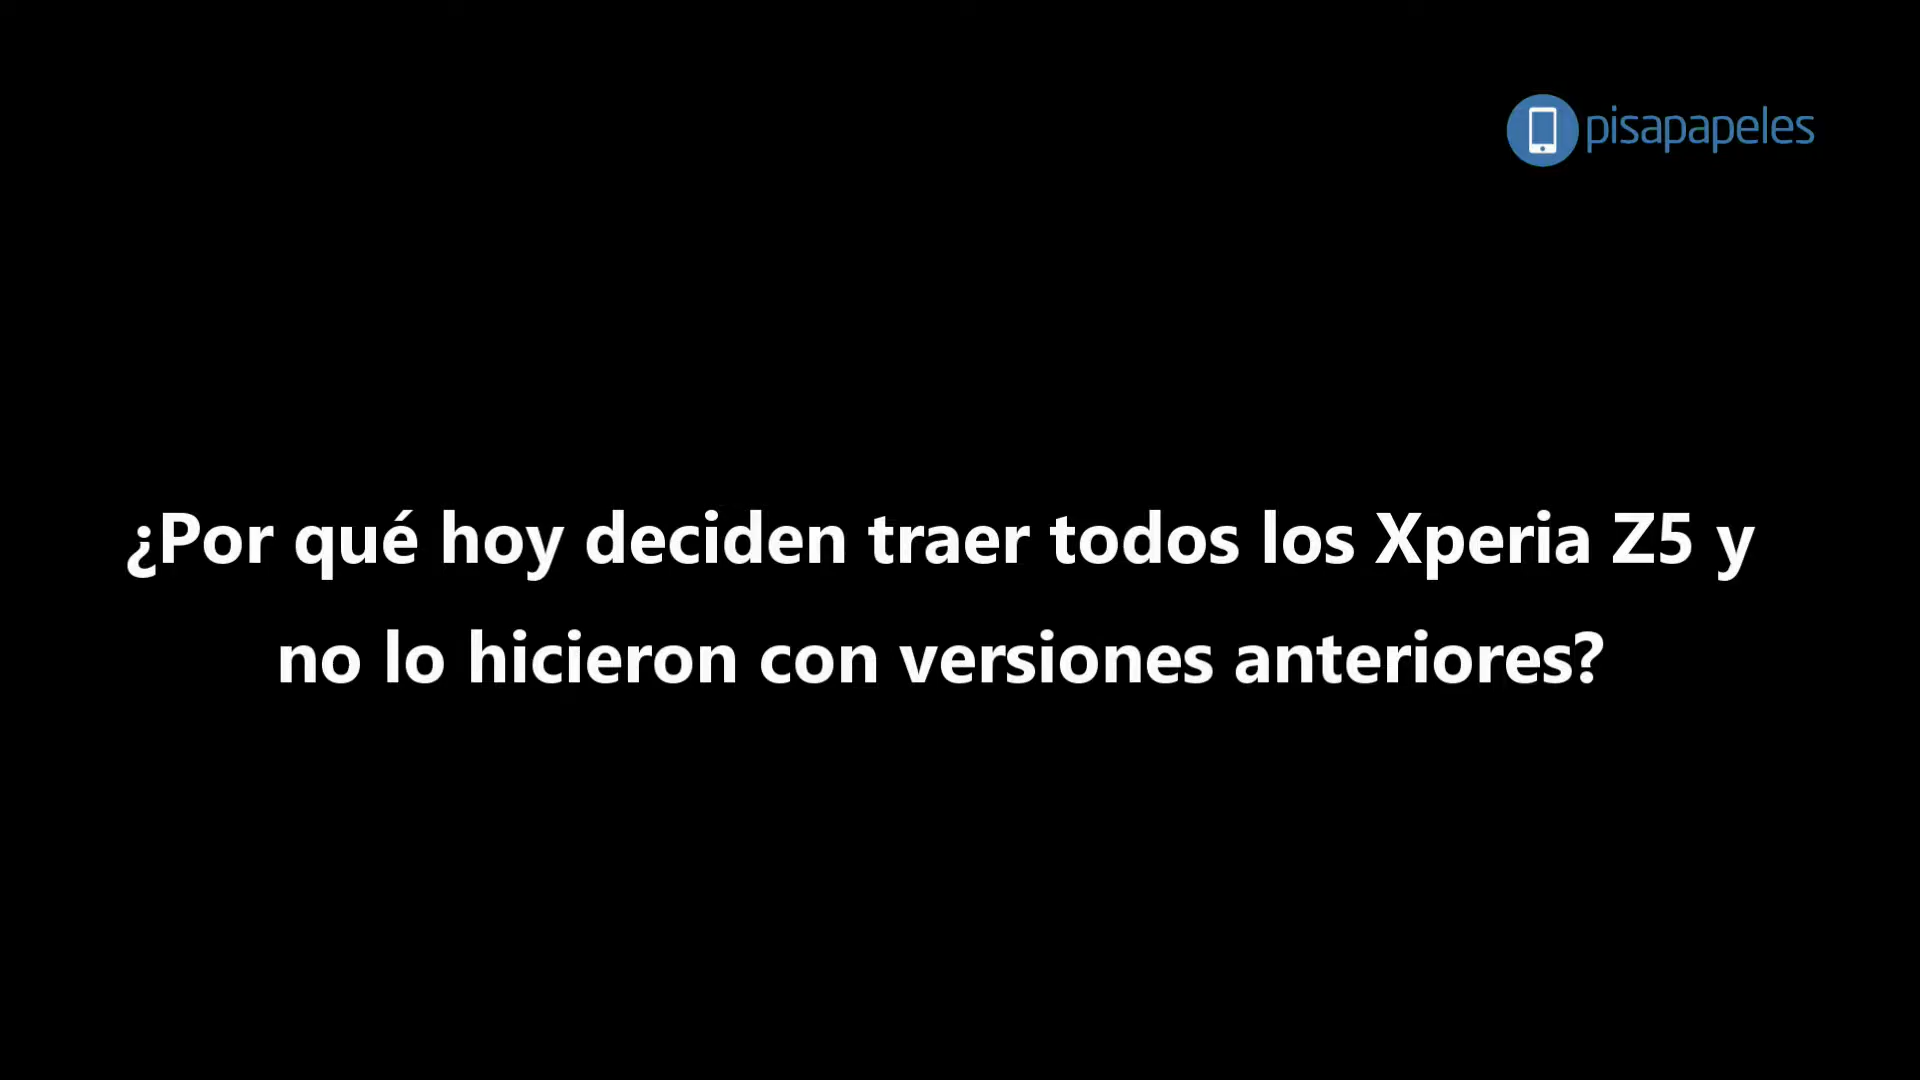 pisapapeles
¿Por qué hoy deciden traer todos los Xperia Z5 y
no lo hicieron con versiones anteriores?